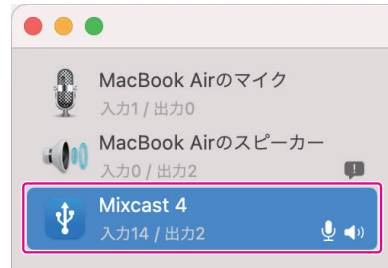 MacBook Airのマイク
入力1 / 出力0
MacBook Airのスピーカー
入力0 / 出力2
Mixcast 4
入力14 / 出力2